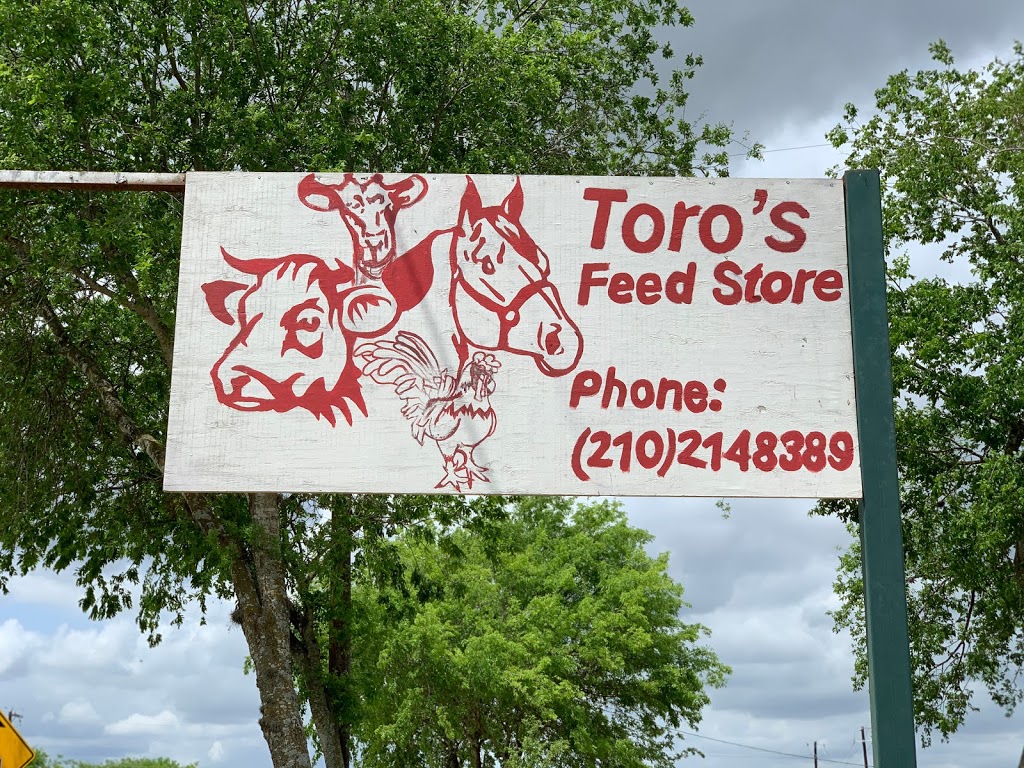 Toro's
Feed Store
Phone:
(210)2148389